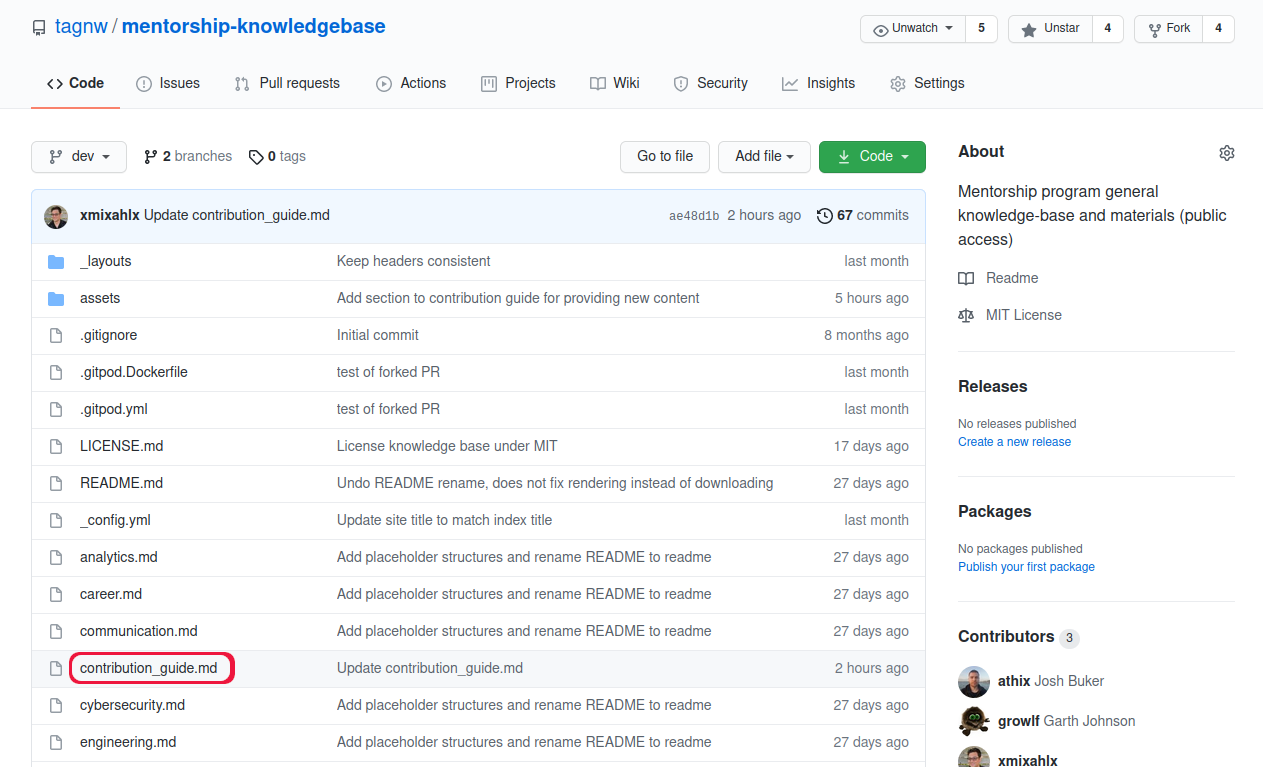 tagnw / mentorship-knowledgebase
Unwatch 5 Unstar 4 Fork 4
Code Issues Pull requests Actions Projects Wiki Security Insights Settings
dev 2 branches 0 tags Go to file Add file Code
xmixahlx Update contribution_guide.md ae48d1b 2 hours ago 67 commits
_layouts Keep headers consistent last month
assets Add section to contribution guide for providing new content 5 hours ago
.gitignore Initial commit 8 months ago
.gitpod.Dockerfile test of forked PR last month
.gitpod.yml test of forked PR last month
LICENSE.md License knowledge base under MIT 17 days ago
README.md Undo README rename, does not fix rendering instead of downloading 27 days ago
_config.yml Update site title to match index title last month
analytics.md Add placeholder structures and rename README to readme 27 days ago
career.md Add placeholder structures and rename README to readme 27 days ago
communication.md Add placeholder structures and rename README to readme 27 days ago
contribution_guide.md Update contribution_guide.md 2 hours ago
cybersecurity.md Add placeholder structures and rename README to readme 27 days ago
engineering.md Add placeholder structures and rename README to readme 27 days ago
About
Mentorship program general
knowledge-base and materials (public
access)
Readme
MIT License
Releases
No releases published
Create a new release
Packages
No packages published
Publish your first package
Contributors 3
athix Josh Buker
growlf Garth Johnson
xmixahlx